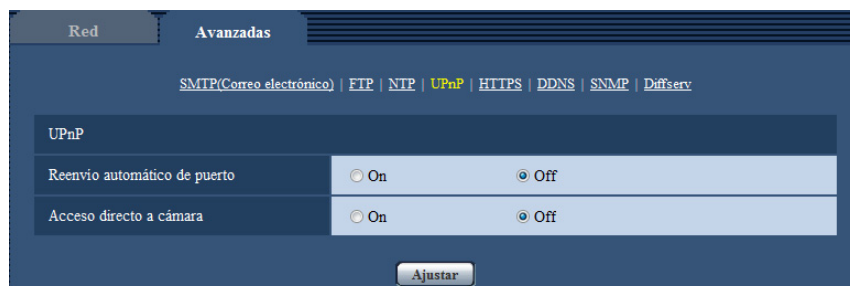 Red Avanzadas
SMTP(Correo electrónico) | FTP | NTP | UPnP | HTTPS | DDNS | SNMP | Diffserv
UPnP
Reenvio automático de puerto On Off
Acceso directo a cámara On Off
Ajustar